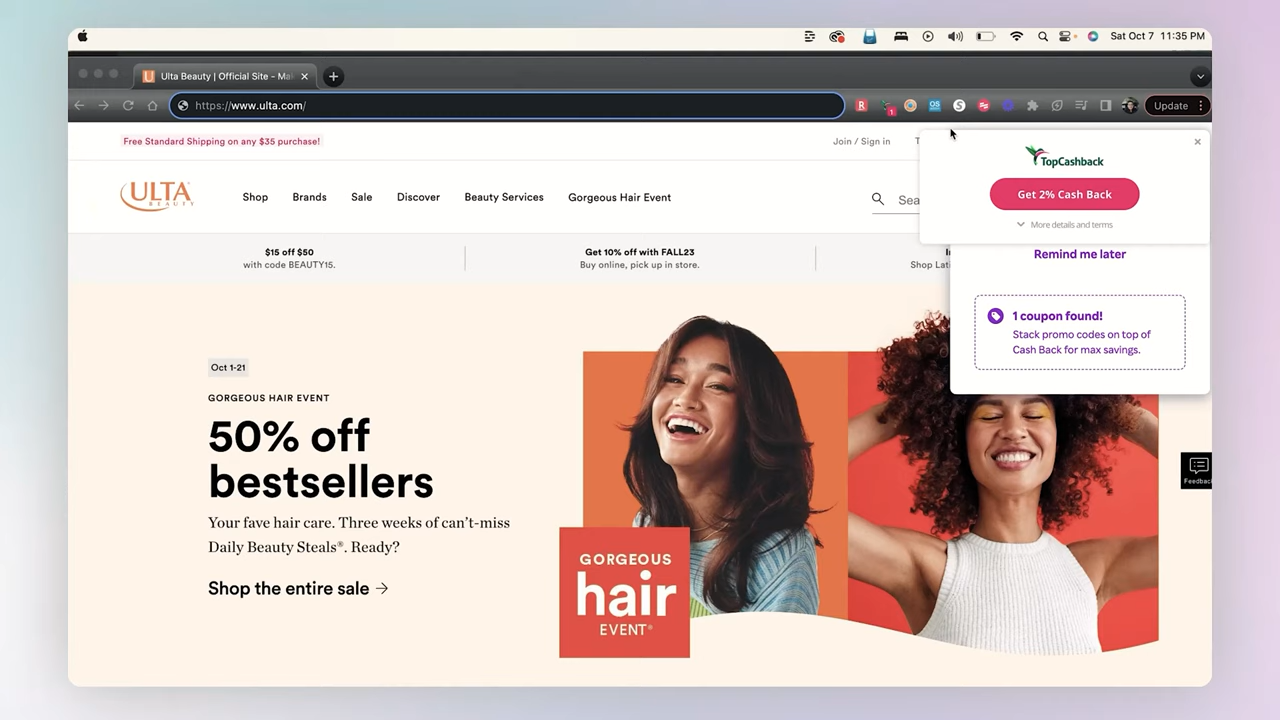 Sat Oct 7 11:35 PM
Ulta Beauty | Official Site - Ma
https://www.ulta.com/
R
1
QS
S
Update
Free Standard Shipping on any $35 purchase!
Join / Sign in
T
TopCashback
Get 2% Cash Back
More details and terms
ULTA
BEAUTY
Shop
Brands
Sale
Discover
Beauty Services
Gorgeous Hair Event
Sea
$15 off $50
with code BEAUTY15.
Get 10% off with FALL23
Buy online, pick up in store.
In
Shop Lat
Remind me later
1 coupon found!
Stack promo codes on top of
Cash Back for max savings.
Oct 1-21
GORGEOUS HAIR EVENT
50% off
bestsellers
Your fave hair care. Three weeks of can't-miss
Daily Beauty Steals®. Ready?
Shop the entire sale →
GORGEOUS
hair
EVENT®
Feedbac